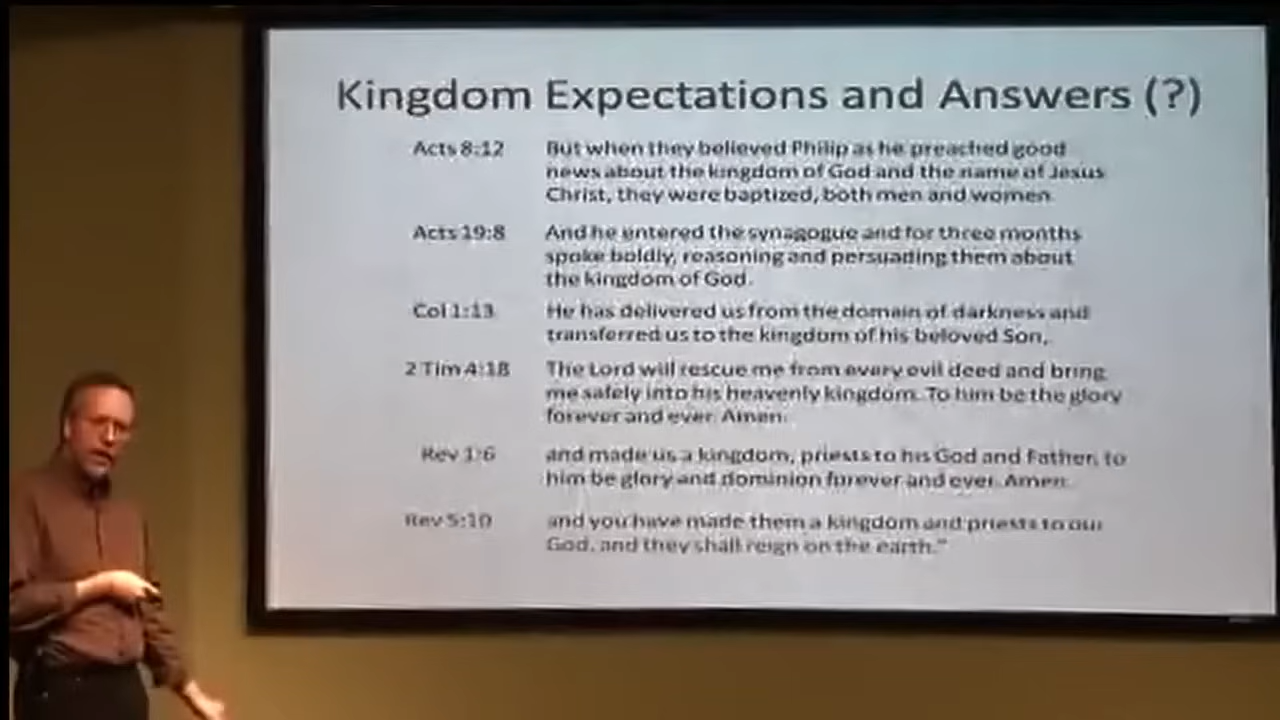 Kingdom Expectations and Answers (?)
Acts 8:12 But when they believed Philip as he preached good
news about the kingdom of God and the name of Jesus
Christ, they were baptized, both men and women.
Acts 19:8 And he entered the synagogue and for three months
spoke boldly, reasoning and persuading them about
the kingdom of God.
Col 1:13 He has delivered us from the domain of darkness and
transferred us to the kingdom of his beloved Son,
2 Tim 4:18 The Lord will rescue me from every evil deed and bring
me safely into his heavenly kingdom. To him be the glory
forever and ever. Amen.
Rev 1:6 and made us a kingdom, priests to his God and Father, to
him be glory and dominion forever and ever. Amen.
Rev 5:10 and you have made them a kingdom and priests to our
God, and they shall reign on the earth."